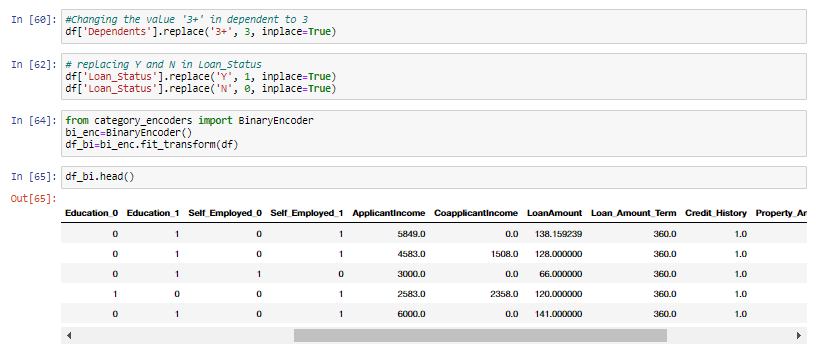 In [60]: #Changing the value '3+' in dependent to 3
df['Dependents'].replace('3+', 3, inplace=True)
In [62]: # replacing Y and N in Loan_Status
df['Loan_Status'].replace('Y', 1, inplace=True)
df['Loan_Status'].replace('N', 0, inplace=True)
In [64]: from category_encoders import BinaryEncoder
bi_enc=BinaryEncoder()
df_bi=bi_enc.fit_transform(df)
In [65]: df_bi.head()
Out[65]:
Education_0 Education_1 Self_Employed_0 Self_Employed_1 ApplicantIncome CoapplicantIncome LoanAmount Loan_Amount_Term Credit_History
0 1 0 1 5849.0 0.0 138.159239 360.0 1.0
0 1 0 1 4583.0 1508.0 128.000000 360.0 1.0
0 1 1 0 3000.0 0.0 66.000000 360.0 1.0
1 0 0 1 2583.0 2358.0 120.000000 360.0 1.0
0 1 0 1 6000.0 0.0 141.000000 360.0 1.0